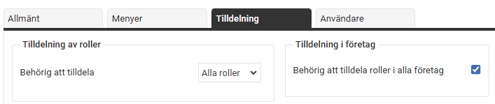 Allmänt Menyer Tilldelning Användare
Tilldelning av roller
Behörig att tilldela Alla roller
Tilldelning i företag
Behörig att tilldela roller i alla företag